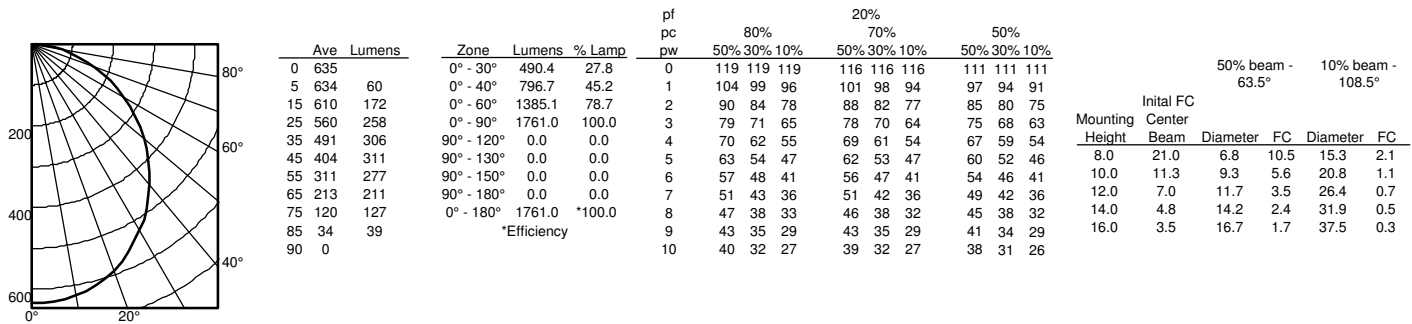 200
400
600
0°
20°
40°
60°
80°
Ave Lumens
0 635
5 634 60
15 610 172
25 560 258
35 491 306
45 404 311
55 311 277
65 213 211
75 120 127
85 34 39
90 0
Zone Lumens % Lamp
0° - 30° 490.4 27.8
0° - 40° 796.7 45.2
0° - 60° 1385.1 78.7
0° - 90° 1761.0 100.0
90° - 120° 0.0 0.0
90° - 130° 0.0 0.0
90° - 150° 0.0 0.0
90° - 180° 0.0 0.0
0° - 180° 1761.0 *100.0
*Efficiency
pf 20%
pc 80% 70% 50%
pw 50% 30% 10% 50% 30% 10% 50% 30% 10%
0 119 119 119 116 116 116 111 111 111
1 104 99 96 101 98 94 97 94 91
2 90 84 78 88 82 77 85 80 75
3 79 71 65 78 70 64 75 68 63
4 70 62 55 69 61 54 67 59 54
5 63 54 47 62 53 47 60 52 46
6 57 48 41 56 47 41 54 46 41
7 51 43 36 51 42 36 49 42 36
8 47 38 33 46 38 32 45 38 32
9 43 35 29 43 35 29 41 34 29
10 40 32 27 39 32 27 38 31 26
50% beam - 10% beam -
63.5° 108.5°
Inital FC
Mounting Center
Height Beam Diameter FC Diameter FC
8.0 21.0 6.8 10.5 15.3 2.1
10.0 11.3 9.3 5.6 20.8 1.1
12.0 7.0 11.7 3.5 26.4 0.7
14.0 4.8 14.2 2.4 31.9 0.5
16.0 3.5 16.7 1.7 37.5 0.3